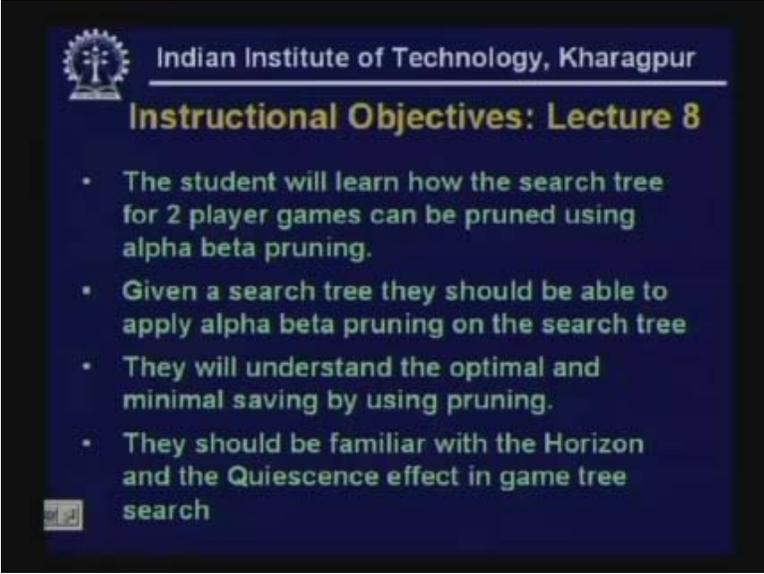 Indian Institute of Technology, Kharagpur
Instructional Objectives: Lecture 8
• The student will learn how the search tree
for 2 player games can be pruned using
alpha beta pruning.
• Given a search tree they should be able to
apply alpha beta pruning on the search tree
• They will understand the optimal and
minimal saving by using pruning.
• They should be familiar with the Horizon
and the Quiescence effect in game tree
search